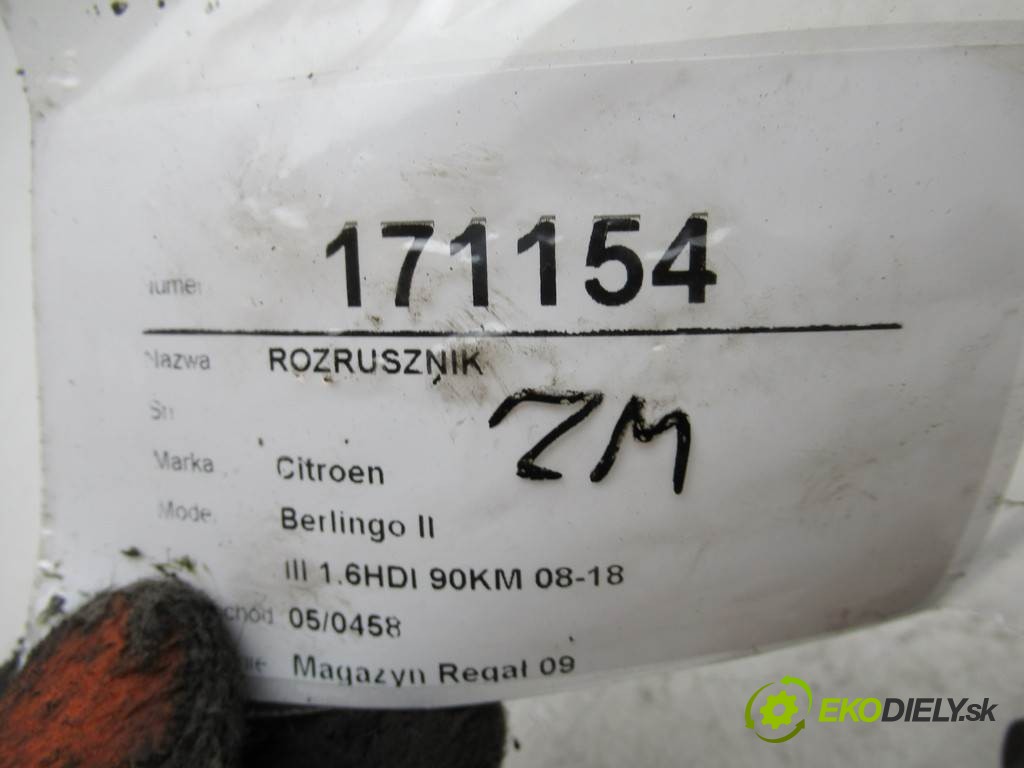 171154
Nazwa ROZRUSZNIK
ZM
Marka Citroen
Berlingo II
III 1.6HDI 90KM 08-18
05/0458
Magazyn Regał 09
EKODIELY.sk